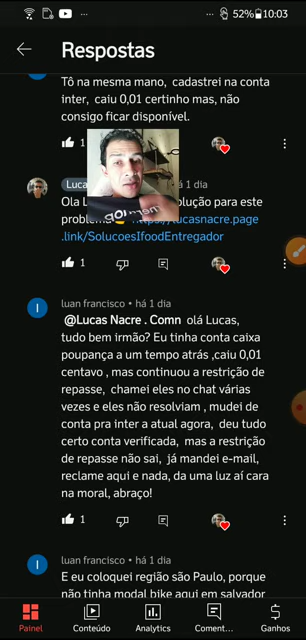 52% 10:03
Respostas
Tô na mesma mano, cadastrei na conta
inter, caiu 0,01 certinho mas, não
consigo ficar disponível.
1
Lucas há 1 dia
Ola L olução para este
proble https://lucasnacre.page
.link/SolucoesIfoodEntregador
1
luan francisco • há 1 dia
@Lucas Nacre . Comn olá Lucas,
tudo bem irmão? Eu tinha conta caixa
poupança a um tempo atrás ,caiu 0,01
centavo , mas continuou a restrição de
repasse, chamei eles no chat várias
vezes e eles não resolviam , mudei de
conta pra inter a atual agora, deu tudo
certo conta verificada, mas a restrição
de repasse não sai, já mandei e-mail,
reclame aqui e nada, da uma luz aí cara
na moral, abraço!
1
luan francisco • há 1 dia
E eu coloquei região são Paulo, porque
não tinha modal bike aqui em salvador
Painel Conteúdo Analytics Coment... Ganhos